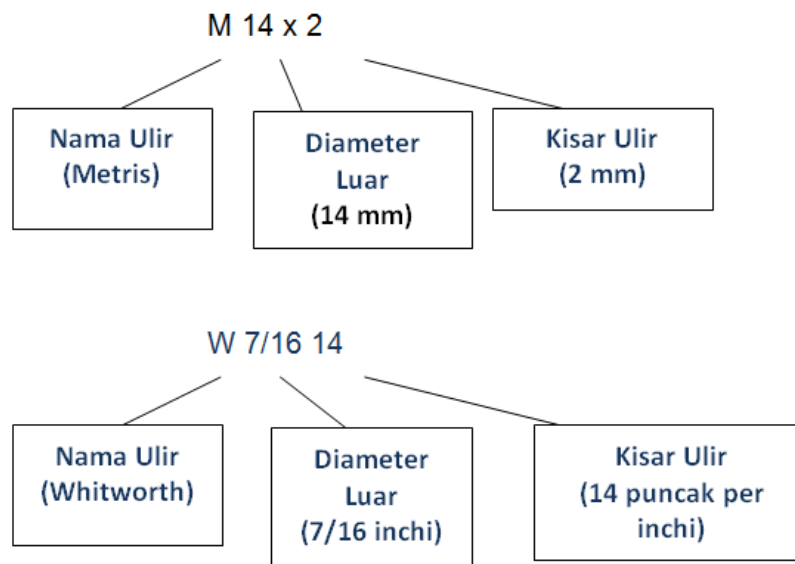 M 14 x 2
Nama Ulir
(Metris)
Diameter
Luar
(14 mm)
Kisar Ulir
(2 mm)
W 7/16 14
Nama Ulir
(Whitworth)
Diameter
Luar
(7/16 inchi)
Kisar Ulir
(14 puncak per
inchi)